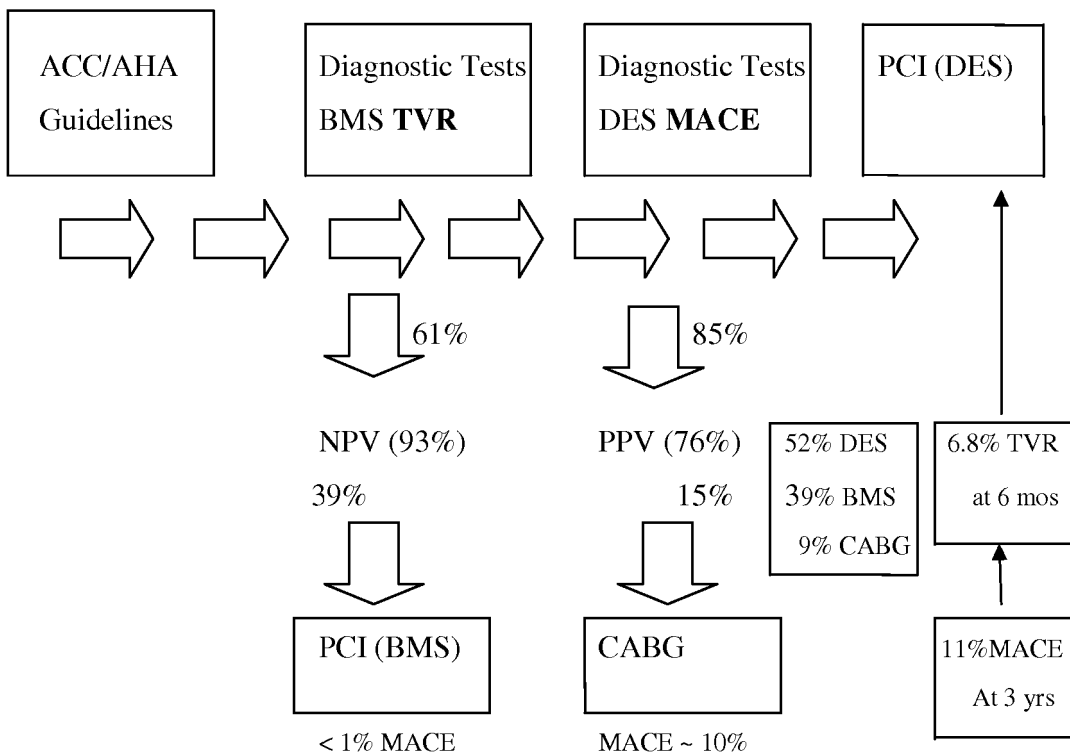 ACC/AHA
Guidelines
Diagnostic Tests
BMS TVR
Diagnostic Tests
DES MACE
PCI (DES)
61%
85%
NPV (93%)
39%
PPV (76%)
15%
52% DES
39% BMS
9% CABG
6.8% TVR
at 6 mos
PCI (BMS)
CABG
11%MACE
At 3 yrs
< 1% MACE
MACE ~ 10%